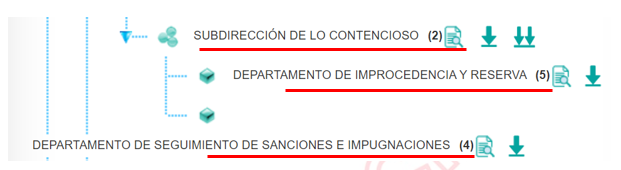 SUBDIRECCIÓN DE LO CONTENCIOSO (2)
DEPARTAMENTO DE IMPROCEDENCIA Y RESERVA (5)
DEPARTAMENTO DE SEGUIMIENTO DE SANCIONES E IMPUGNACIONES (4)